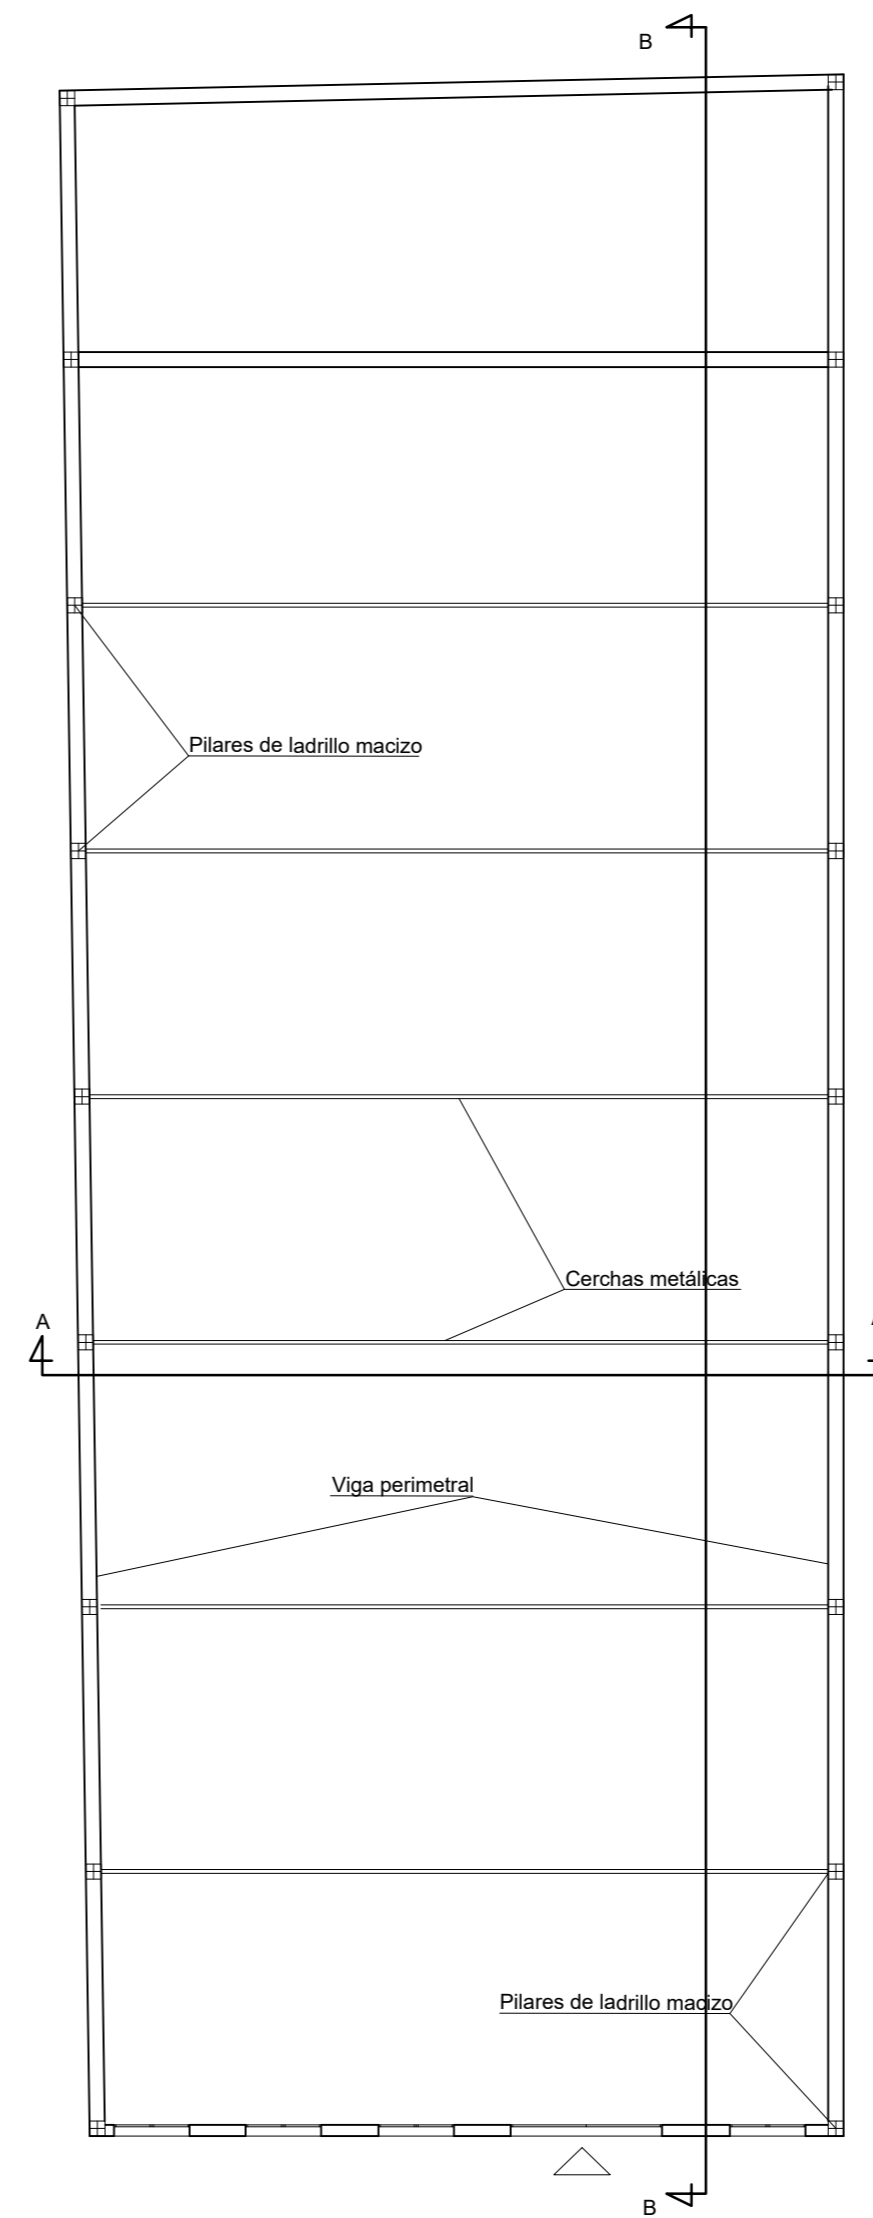 B
Pilares de ladrillo macizo
Cerchas metálicas
A
Viga perimetral
Pilares de ladrillo macizo
B